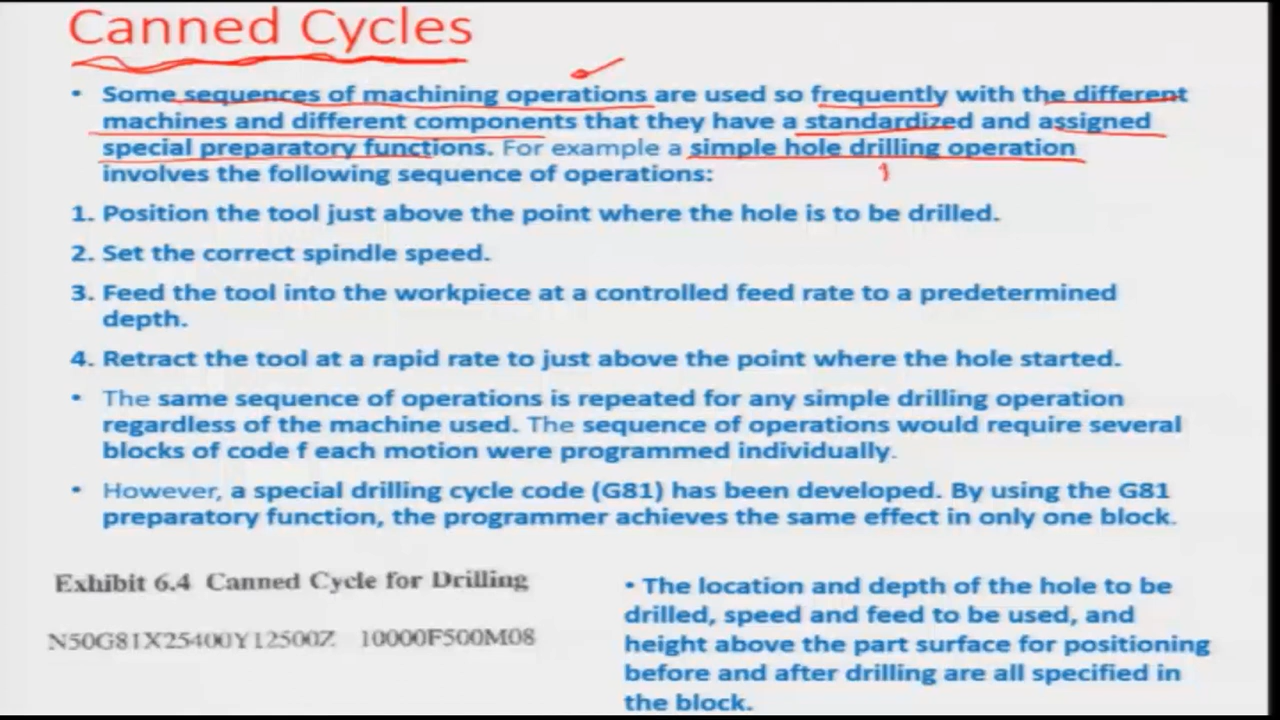 Canned Cycles
• Some sequences of machining operations are used so frequently with the different
machines and different components that they have a standardized and assigned
special preparatory functions. For example a simple hole drilling operation
involves the following sequence of operations:
1. Position the tool just above the point where the hole is to be drilled.
2. Set the correct spindle speed.
3. Feed the tool into the workpiece at a controlled feed rate to a predetermined
depth.
4. Retract the tool at a rapid rate to just above the point where the hole started.
• The same sequence of operations is repeated for any simple drilling operation
regardless of the machine used. The sequence of operations would require several
blocks of code f each motion were programmed individually.
• However, a special drilling cycle code (G81) has been developed. By using the G81
preparatory function, the programmer achieves the same effect in only one block.
Exhibit 6.4 Canned Cycle for Drilling
N50G81X25400Y12500Z 10000F500M08
• The location and depth of the hole to be
drilled, speed and feed to be used, and
height above the part surface for positioning
before and after drilling are all specified in
the block.